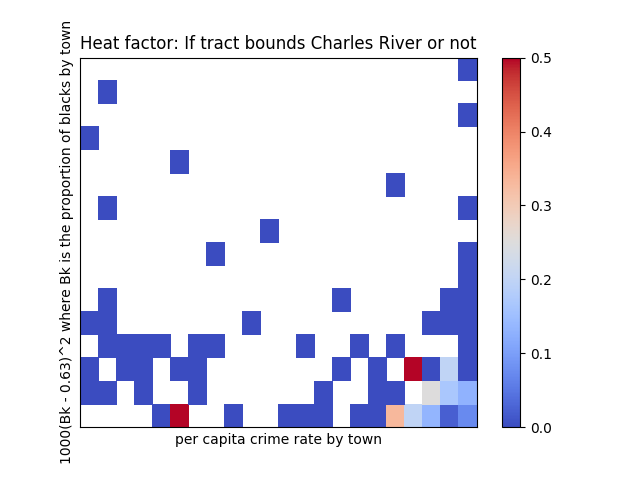 Heat factor: If tract bounds Charles River or not
1000(Bk - 0.63)^2 where Bk is the proportion of blacks by town
per capita crime rate by town
0.5
0.4
0.3
0.2
0.1
0.0